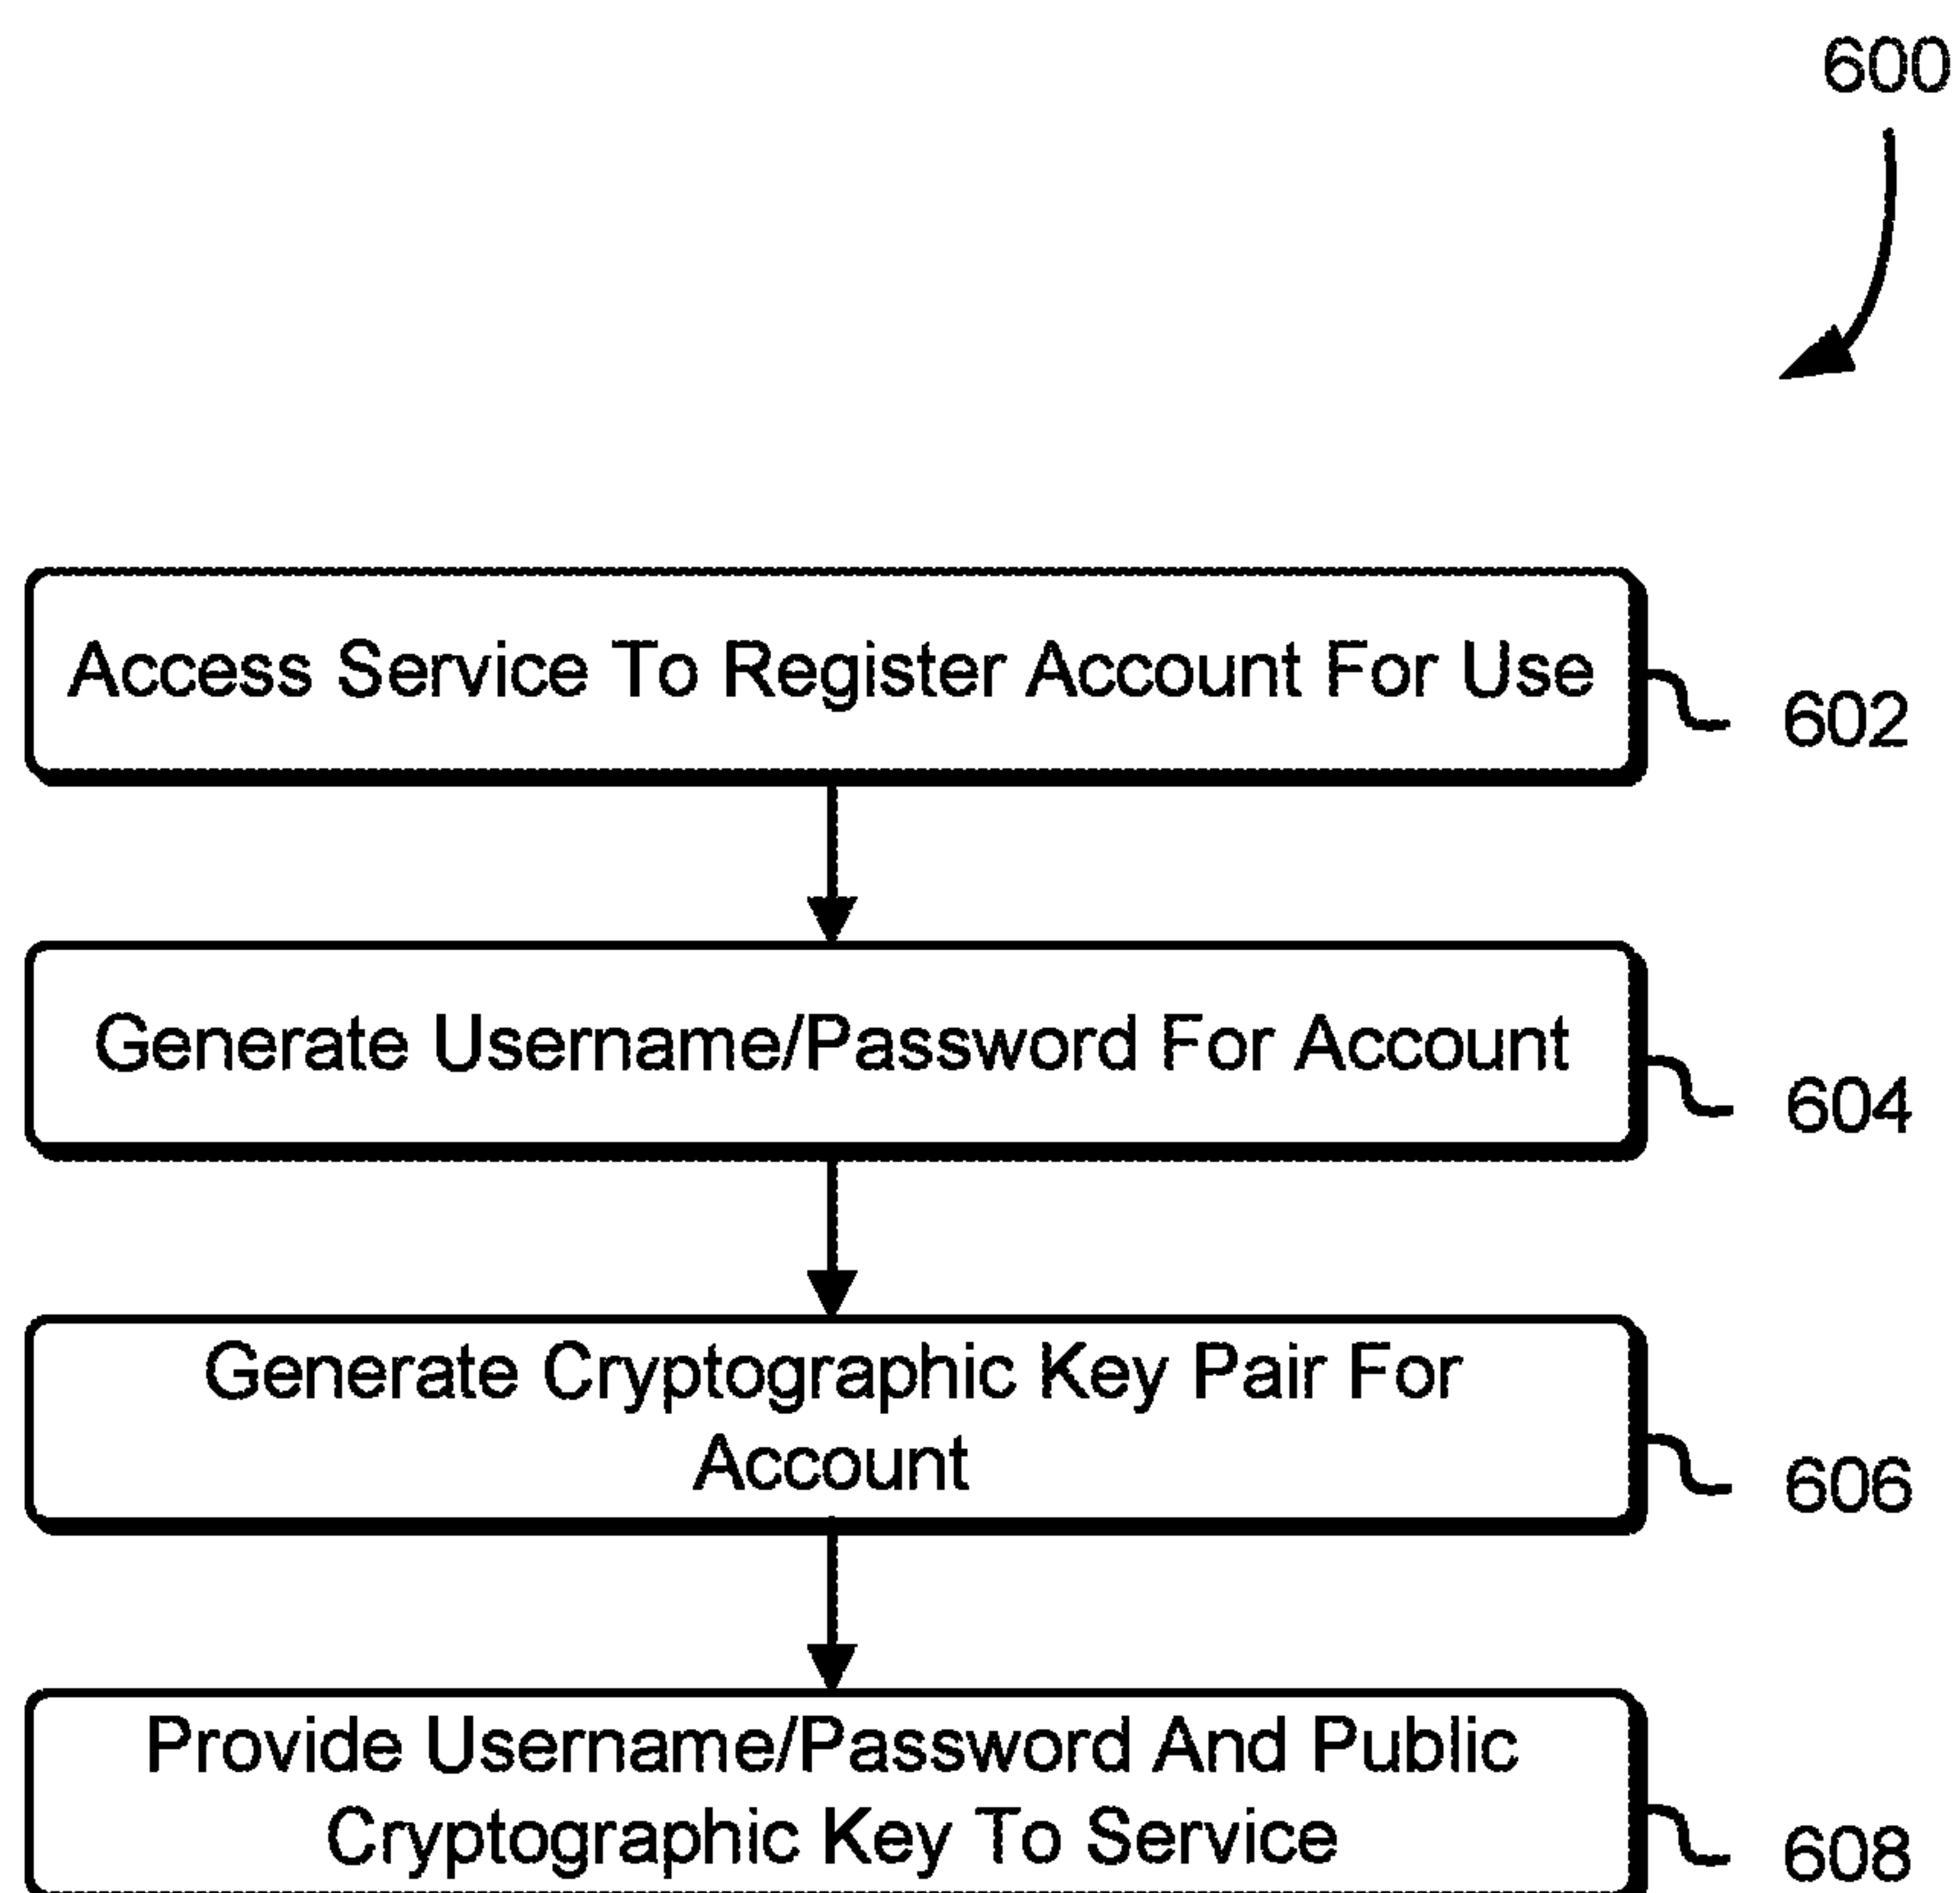 600
Access Service To Register Account For Use
602
Generate Username/Password For Account
604
Generate Cryptographic Key Pair For
Account
606
Provide Username/Password And Public
Cryptographic Key To Service
608